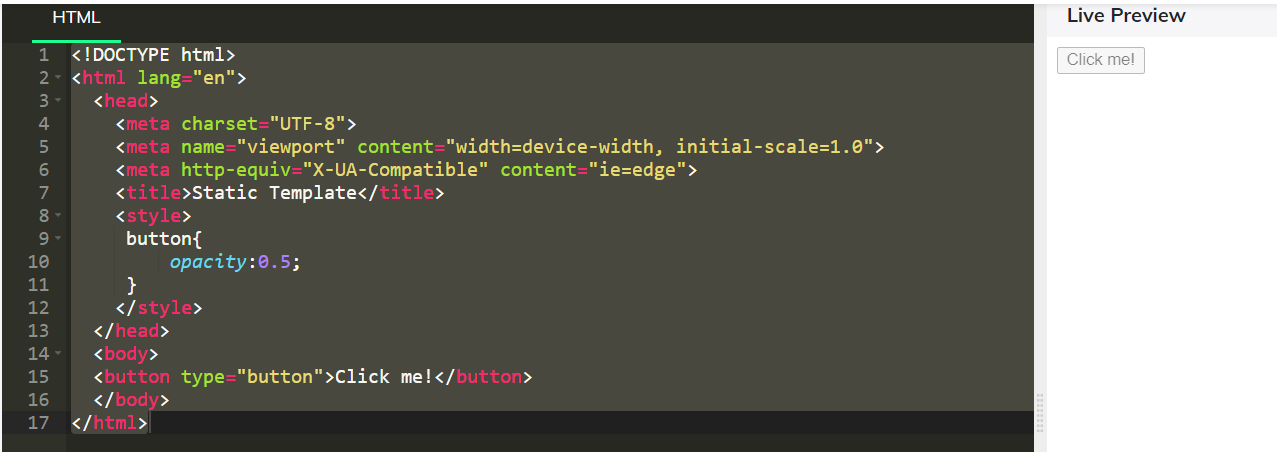 HTML
Live Preview
1 <!DOCTYPE html>
2 <html lang="en">
3 <head>
4 <meta charset="UTF-8">
5 <meta name="viewport" content="width=device-width, initial-scale=1.0">
6 <meta http-equiv="X-UA-Compatible" content="ie=edge">
7 <title>Static Template</title>
8 <style>
9 button{
10 opacity:0.5;
11 }
12 </style>
13 </head>
14 <body>
15 <button type="button">Click me!</button>
16 </body>
17 </html>
Click me!